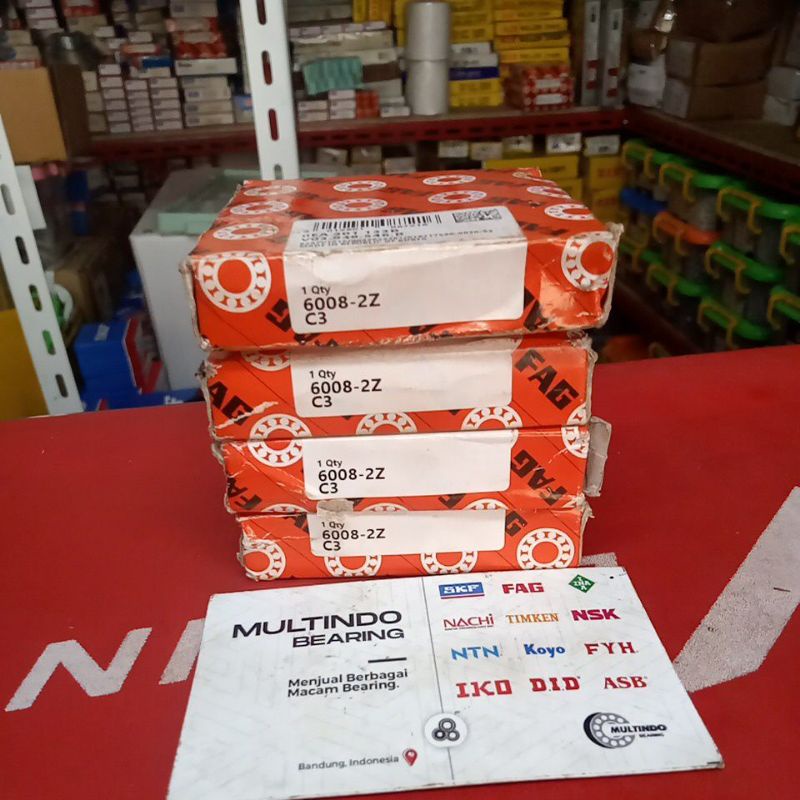 1 Qty
6008-2Z
C3
FAG
1 Qty
6008-2Z
C3
FAG
1 Qty
6008-2Z
C3
FAG
1 Qty
6008-2Z
C3
MULTINDO
BEARING
Menjual Berbagai
Macam Bearing.
Bandung, Indonesia
SKF FAG INA
NACHI TIMKEN NSK
NTN Koyo FYH
IKO D.I.D ASB
MULTINDO
BEARING